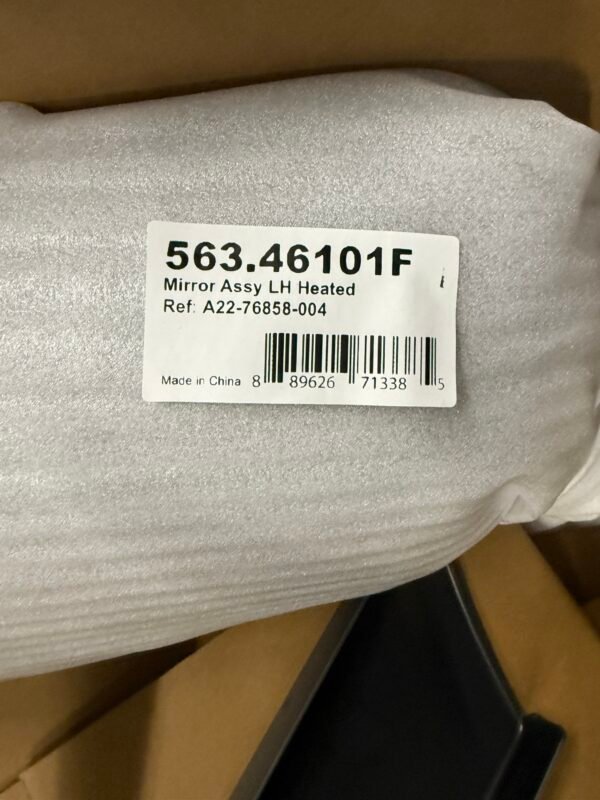 563.46101F
Mirror Assy LH Heated
Ref: A22-76858-004
Made in China 8 89626 71338 5